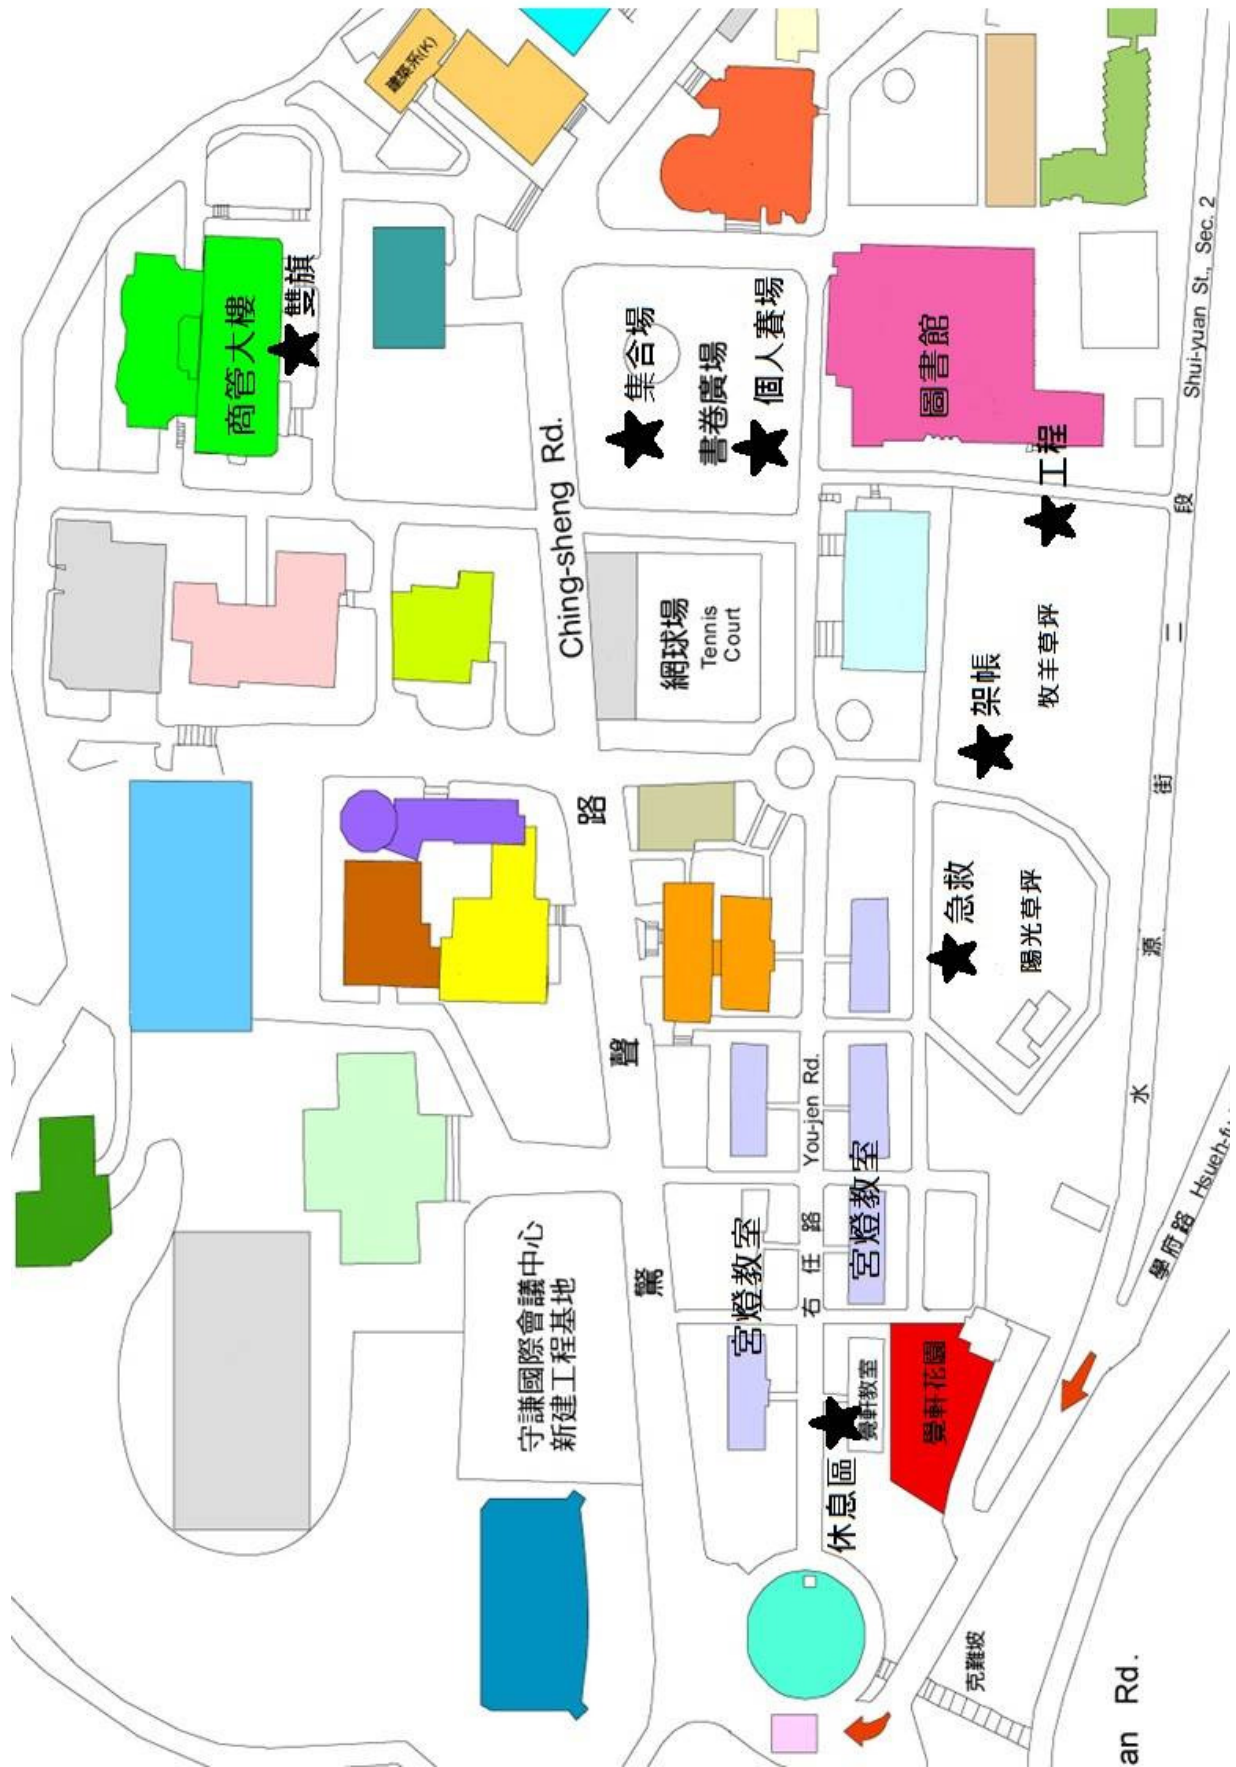 建築系(K)
商管大樓
雙旗
集合場
書卷廣場
個人賽場
圖書館
工程
Shui-yuan St., Sec. 2
水源街二段
Ching-sheng Rd.
驚聲路
網球場
Tennis
Court
架帳
牧羊草坪
急救
陽光草坪
You-jen Rd.
右任路
宮燈教室
宮燈教室
守謙國際會議中心
新建工程基地
覺軒教室
覺軒花園
休息區
克難坡
學府路 Hsueh-fu
an Rd.